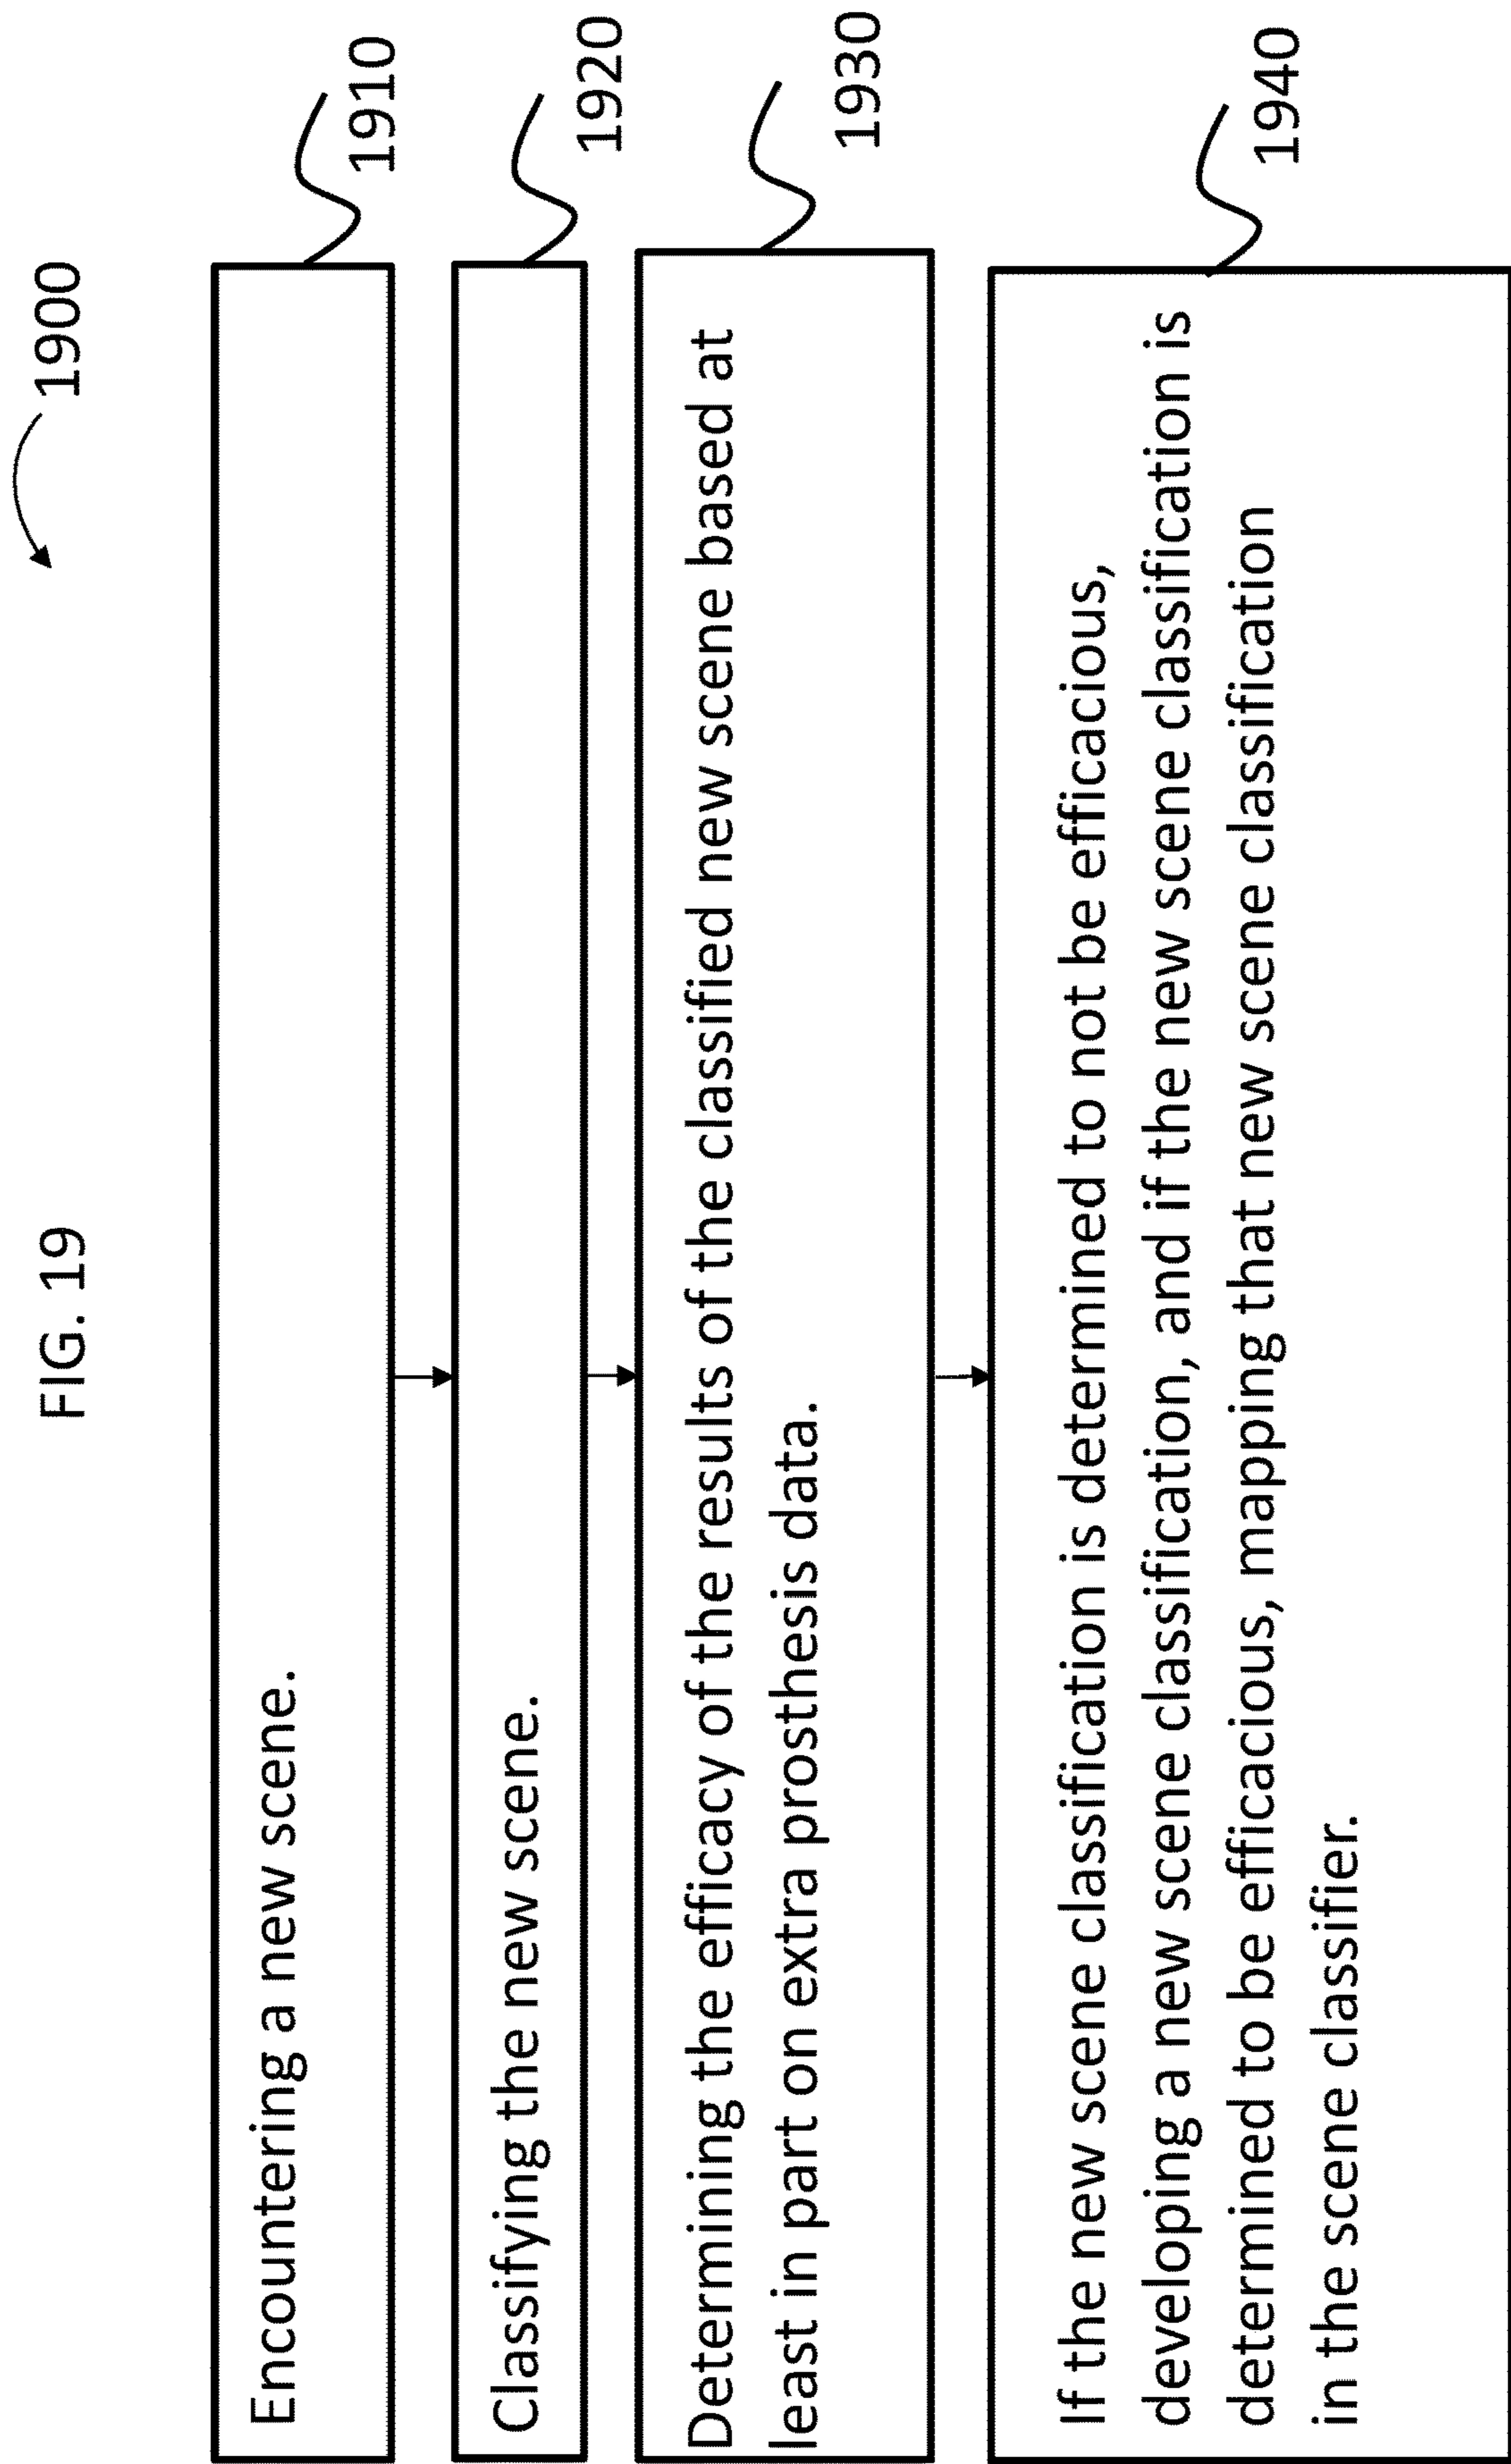 FIG. 19
1900
Encountering a new scene.
1910
Classifying the new scene.
1920
Determining the efficacy of the results of the classified new scene based at
least in part on extra prosthesis data.
1930
If the new scene classification is determined to not be efficacious,
developing a new scene classification, and if the new scene classification is
determined to be efficacious, mapping that new scene classification
in the scene classifier.
1940